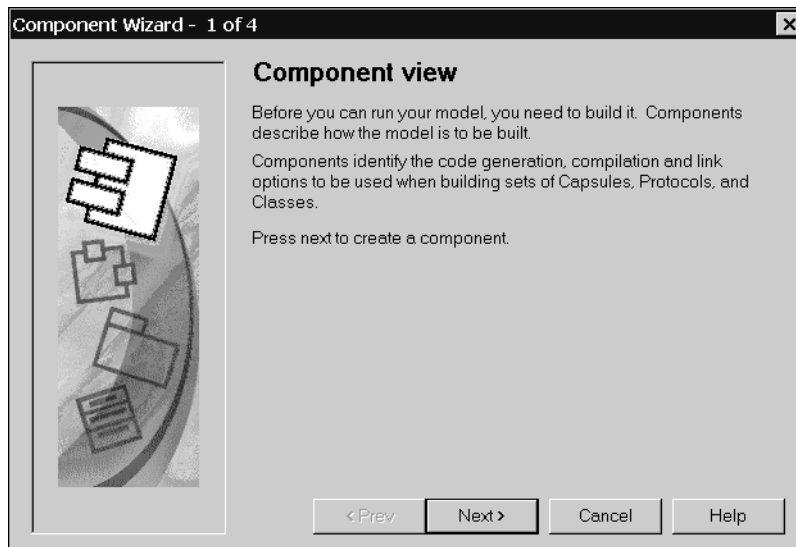 Component Wizard - 1 of 4
Component view
Before you can run your model, you need to build it. Components
describe how the model is to be built.
Components identify the code generation, compilation and link
options to be used when building sets of Capsules, Protocols, and
Classes.
Press next to create a component.
< Prev
Next >
Cancel
Help